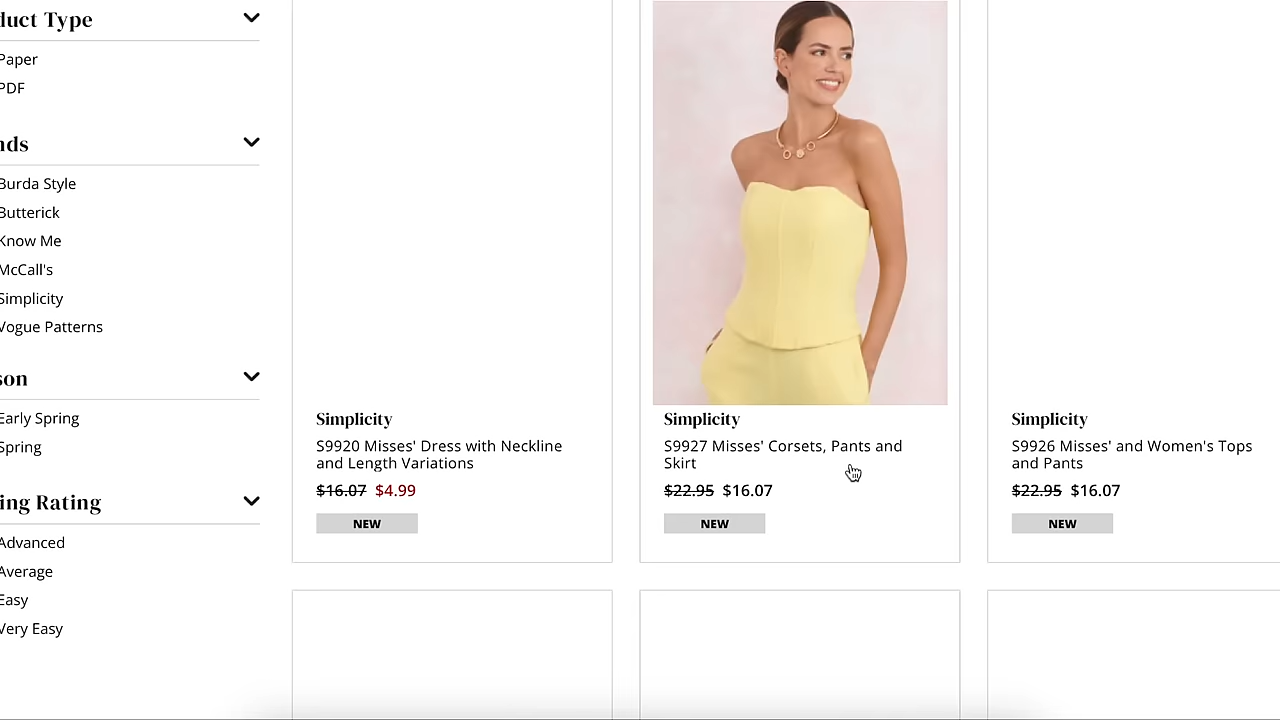 duct Type
Paper
PDF
nds
Burda Style
Butterick
Know Me
McCall's
Simplicity
Vogue Patterns
son
Early Spring
Spring
ing Rating
Advanced
Average
Easy
Very Easy
Simplicity
S9920 Misses' Dress with Neckline
and Length Variations
$16.07 $4.99
NEW
Simplicity
S9927 Misses' Corsets, Pants and
Skirt
$22.95 $16.07
NEW
Simplicity
S9926 Misses' and Women's Tops
and Pants
$22.95 $16.07
NEW